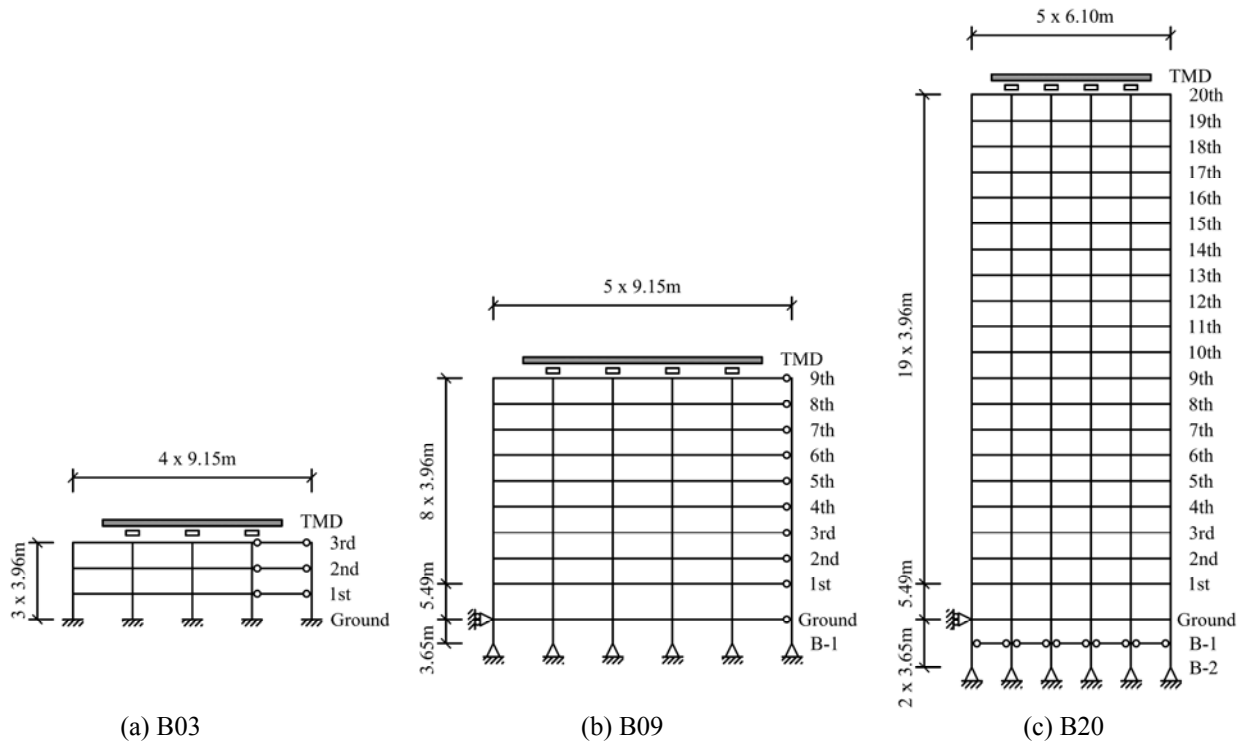 4 x 9.15m
TMD
3rd
2nd
1st
Ground
3 x 3.96m
(a) B03
5 x 9.15m
TMD
9th
8th
7th
6th
5th
4th
3rd
2nd
1st
Ground
B-1
8 x 3.96m
5.49m
3.65m
(b) B09
5 x 6.10m
TMD
20th
19th
18th
17th
16th
15th
14th
13th
12th
11th
10th
9th
8th
7th
6th
5th
4th
3rd
2nd
1st
Ground
B-1
B-2
19 x 3.96m
5.49m
2 x 3.65m
(c) B20